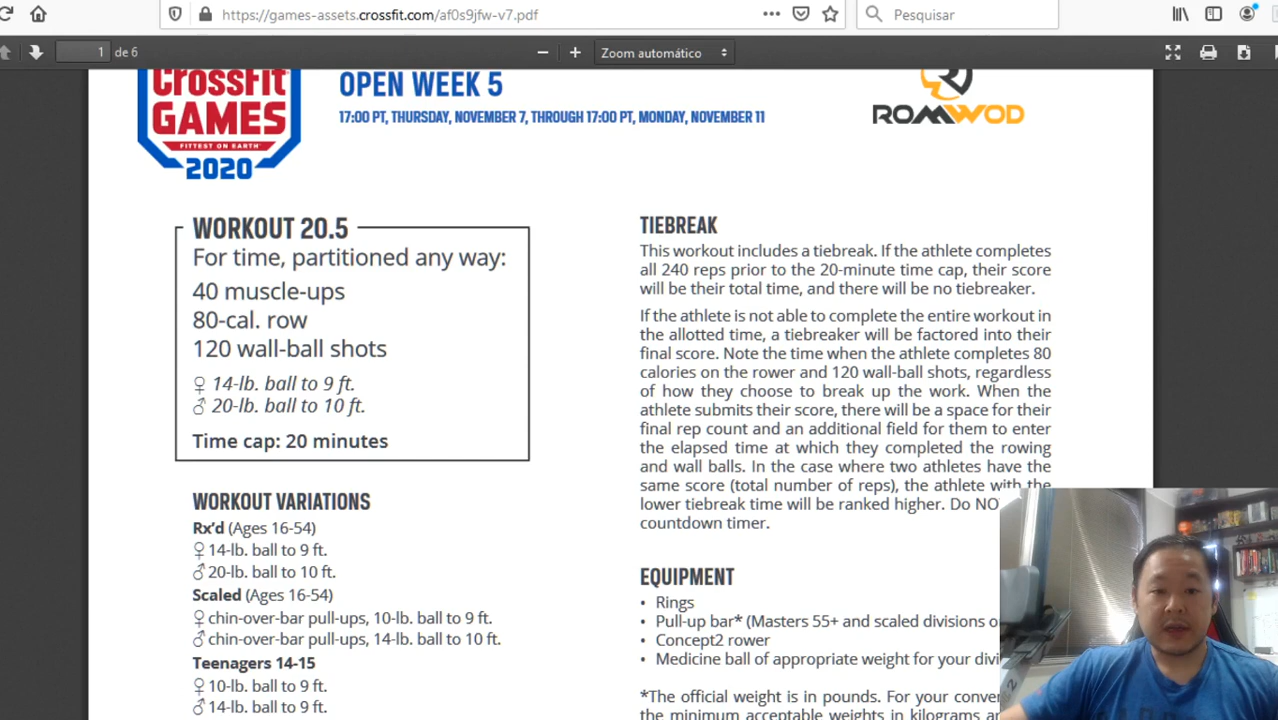 https://games-assets.crossfit.com/af0s9jfw-v7.pdf
Pesquisar
1 de 6
Zoom automático
CrossFit
GAMES
FITTEST ON EARTH
2020
OPEN WEEK 5
17:00 PT, THURSDAY, NOVEMBER 7, THROUGH 17:00 PT, MONDAY, NOVEMBER 11
ROMWOD
WORKOUT 20.5
For time, partitioned any way:
40 muscle-ups
80-cal. row
120 wall-ball shots
♀ 14-lb. ball to 9 ft.
♂ 20-lb. ball to 10 ft.
Time cap: 20 minutes
WORKOUT VARIATIONS
Rx'd (Ages 16-54)
♀ 14-lb. ball to 9 ft.
♂ 20-lb. ball to 10 ft.
Scaled (Ages 16-54)
♀ chin-over-bar pull-ups, 10-lb. ball to 9 ft.
♂ chin-over-bar pull-ups, 14-lb. ball to 10 ft.
Teenagers 14-15
♀ 10-lb. ball to 9 ft.
♂ 14-lb. ball to 9 ft.
TIEBREAK
This workout includes a tiebreak. If the athlete completes
all 240 reps prior to the 20-minute time cap, their score
will be their total time, and there will be no tiebreaker.
If the athlete is not able to complete the entire workout in
the allotted time, a tiebreaker will be factored into their
final score. Note the time when the athlete completes 80
calories on the rower and 120 wall-ball shots, regardless
of how they choose to break up the work. When the
athlete submits their score, there will be a space for their
final rep count and an additional field for them to enter
the elapsed time at which they completed the rowing
and wall balls. In the case where two athletes have the
same score (total number of reps), the athlete with the
lower tiebreak time will be ranked higher. Do NO
countdown timer.
EQUIPMENT
• Rings
• Pull-up bar* (Masters 55+ and scaled divisions o
• Concept2 rower
• Medicine ball of appropriate weight for your divi
*The official weight is in pounds. For your conve
the minimum acceptable weights in kilograms a